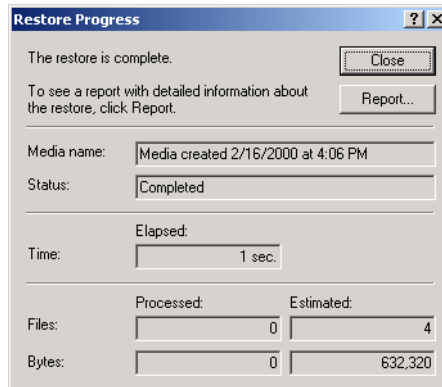 Restore Progress
The restore is complete.
Close
To see a report with detailed information about
the restore, click Report.
Report...
Media name: Media created 2/16/2000 at 4:06 PM
Status: Completed
Elapsed:
Time: 1 sec.
Processed: Estimated:
Files: 0 4
Bytes: 0 632,320